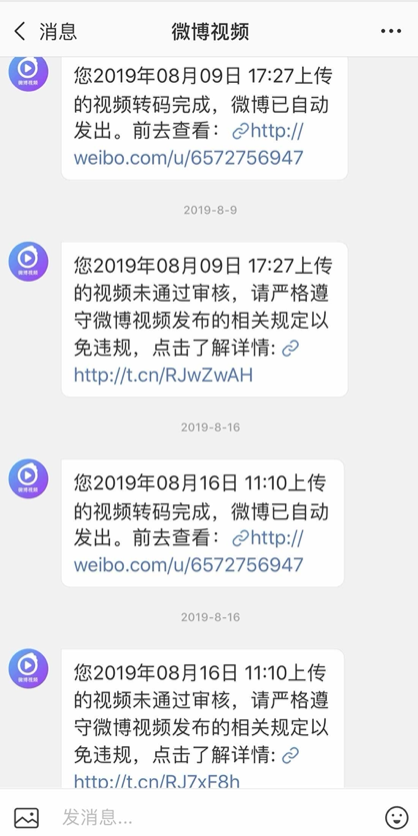 消息
微博视频
您2019年08月09日 17:27上传
的视频转码完成，微博已自动
发出。前去查看：http://
weibo.com/u/6572756947
微博视频
2019-8-9
您2019年08月09日 17:27上传
的视频未通过审核，请严格遵
守微博视频发布的相关规定以
免违规，点击了解详情:
http://t.cn/RJwZwAH
微博视频
2019-8-16
您2019年08月16日 11:10上传
的视频转码完成，微博已自动
发出。前去查看：http://
weibo.com/u/6572756947
微博视频
2019-8-16
您2019年08月16日 11:10上传
的视频未通过审核，请严格遵
守微博视频发布的相关规定以
免违规，点击了解详情:
http://t.cn/RJ7xF8h
微博视频
发消息...